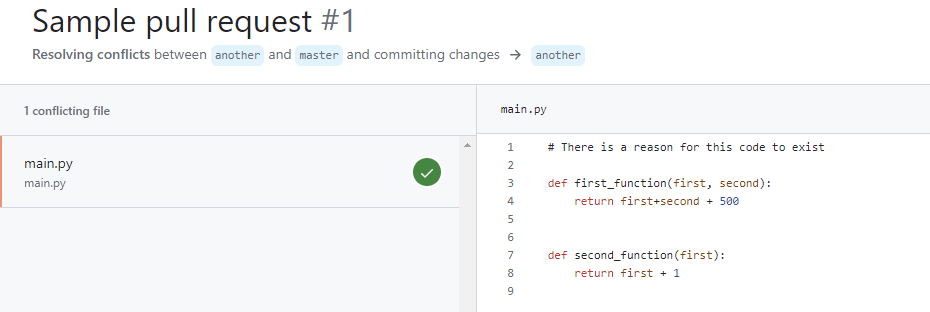 Sample pull request #1
Resolving conflicts between another and master and committing changes → another
1 conflicting file
main.py
main.py
main.py
1 # There is a reason for this code to exist
2
3 def first_function(first, second):
4     return first+second + 500
5
6
7 def second_function(first):
8     return first + 1
9